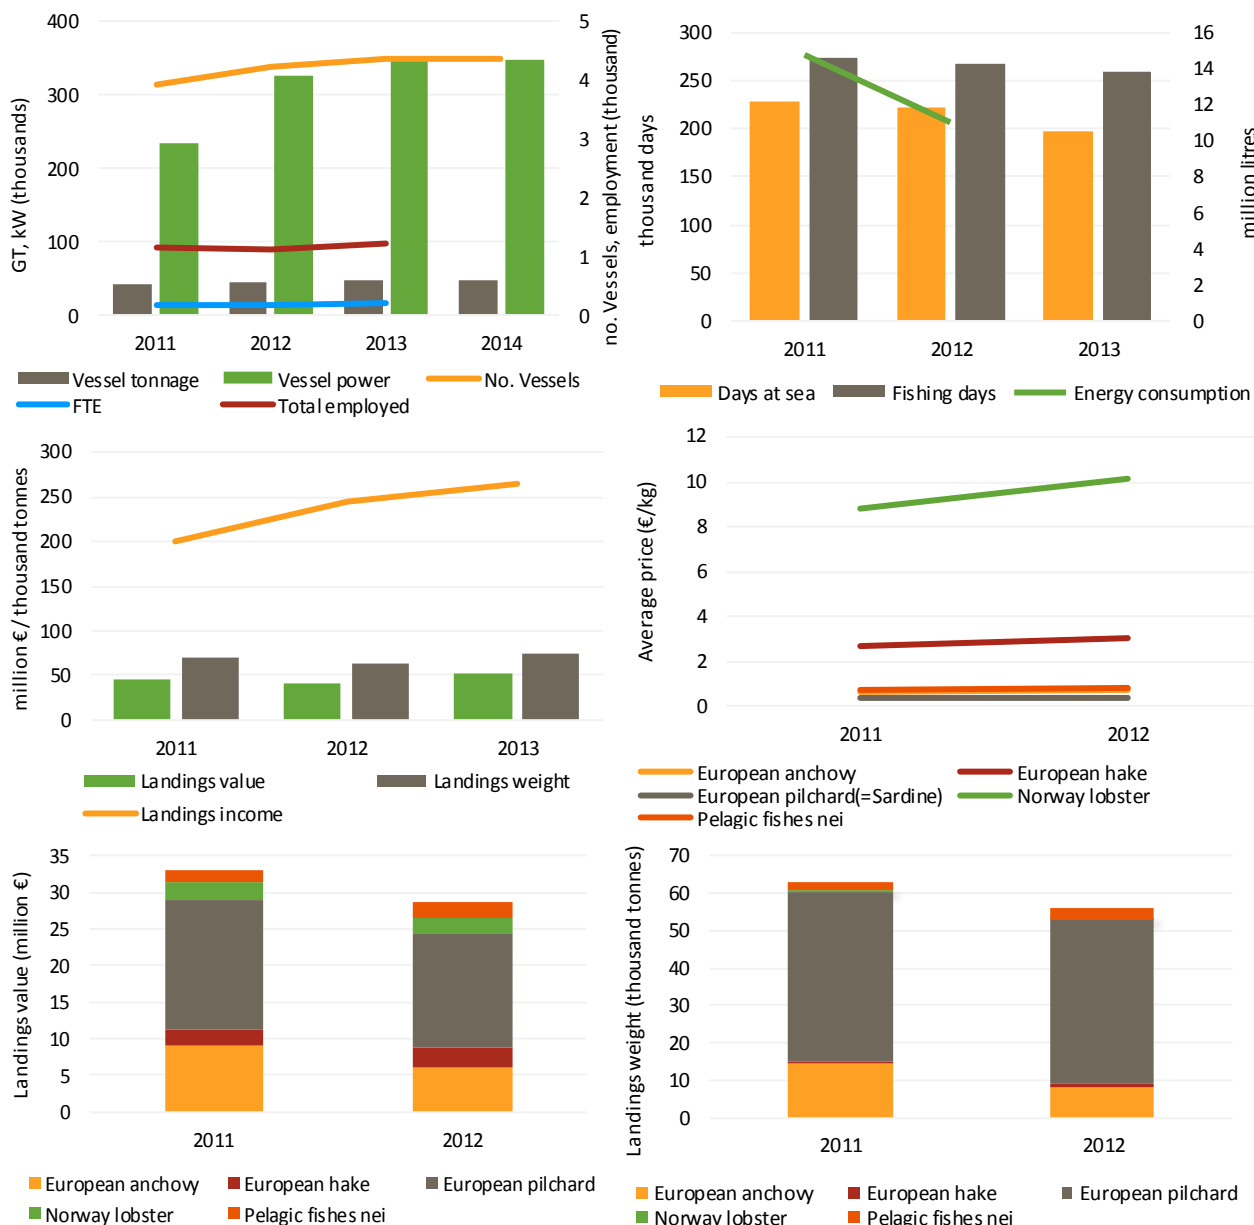 400
350
300
200
100
0
5
4
3
2
1
0
GT, kW (thousands)
no. Vessels, employment (thousand)
2011 2012 2013 2014
Vessel tonnage Vessel power No. Vessels
FTE Total employed
300
250
200
150
100
50
0
16
14
12
10
8
6
4
2
0
thousand days
million litres
2011 2012 2013
Days at sea Fishing days Energy consumption
300
250
200
150
100
50
0
million € / thousand tonnes
2011 2012 2013
Landings value Landings weight
Landings income
12
10
8
6
4
2
0
Average price (€/kg)
2011 2012
European anchovy European hake
European pilchard(=Sardine) Norway lobster
Pelagic fishes nei
35
30
25
20
15
10
5
0
Landings value (million €)
2011 2012
European anchovy European hake European pilchard
Norway lobster Pelagic fishes nei
70
60
50
40
30
20
10
0
Landings weight (thousand tonnes)
2011 2012
European anchovy European hake European pilchard
Norway lobster Pelagic fishes nei